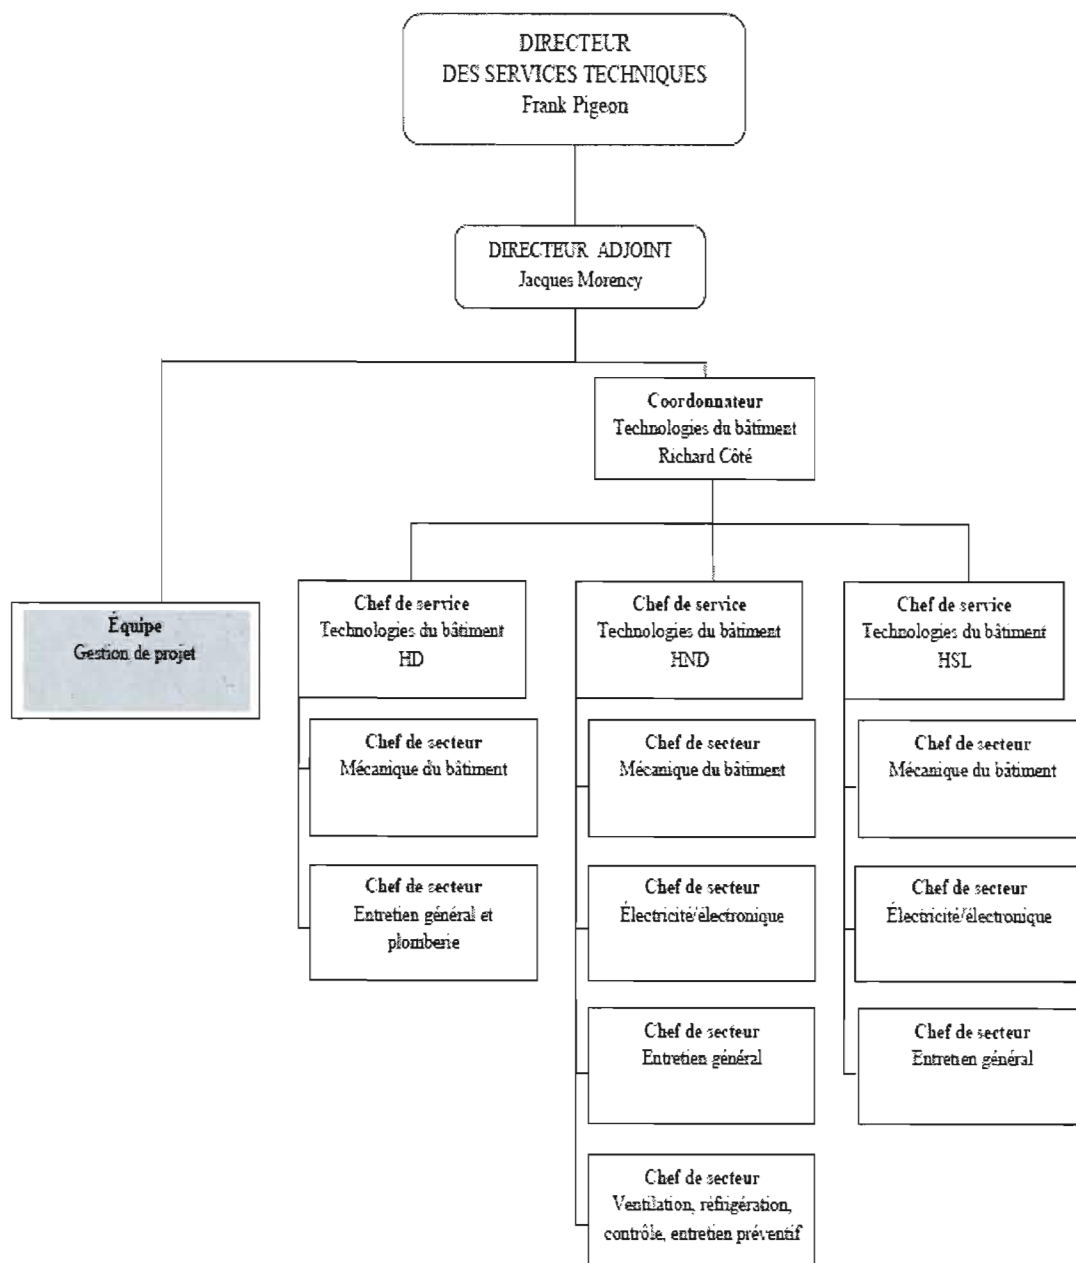 DIRECTEUR
DES SERVICES TECHNIQUES
Frank Pigeon
DIRECTEUR ADJOINT
Jacques Morency
Coordonnateur
Technologies du bâtiment
Richard Côté
Équipe
Gestion de projet
Chef de service
Technologies du bâtiment
HD
Chef de secteur
Mécanique du bâtiment
Chef de secteur
Entretien général et
plomberie
Chef de service
Technologies du bâtiment
HND
Chef de secteur
Mécanique du bâtiment
Chef de secteur
Électricité/électronique
Chef de secteur
Entretien général
Chef de secteur
Ventilation, réfrigération,
contrôle, entretien préventif
Chef de service
Technologies du bâtiment
HSL
Chef de secteur
Mécanique du bâtiment
Chef de secteur
Électricité/électronique
Chef de secteur
Entretien général